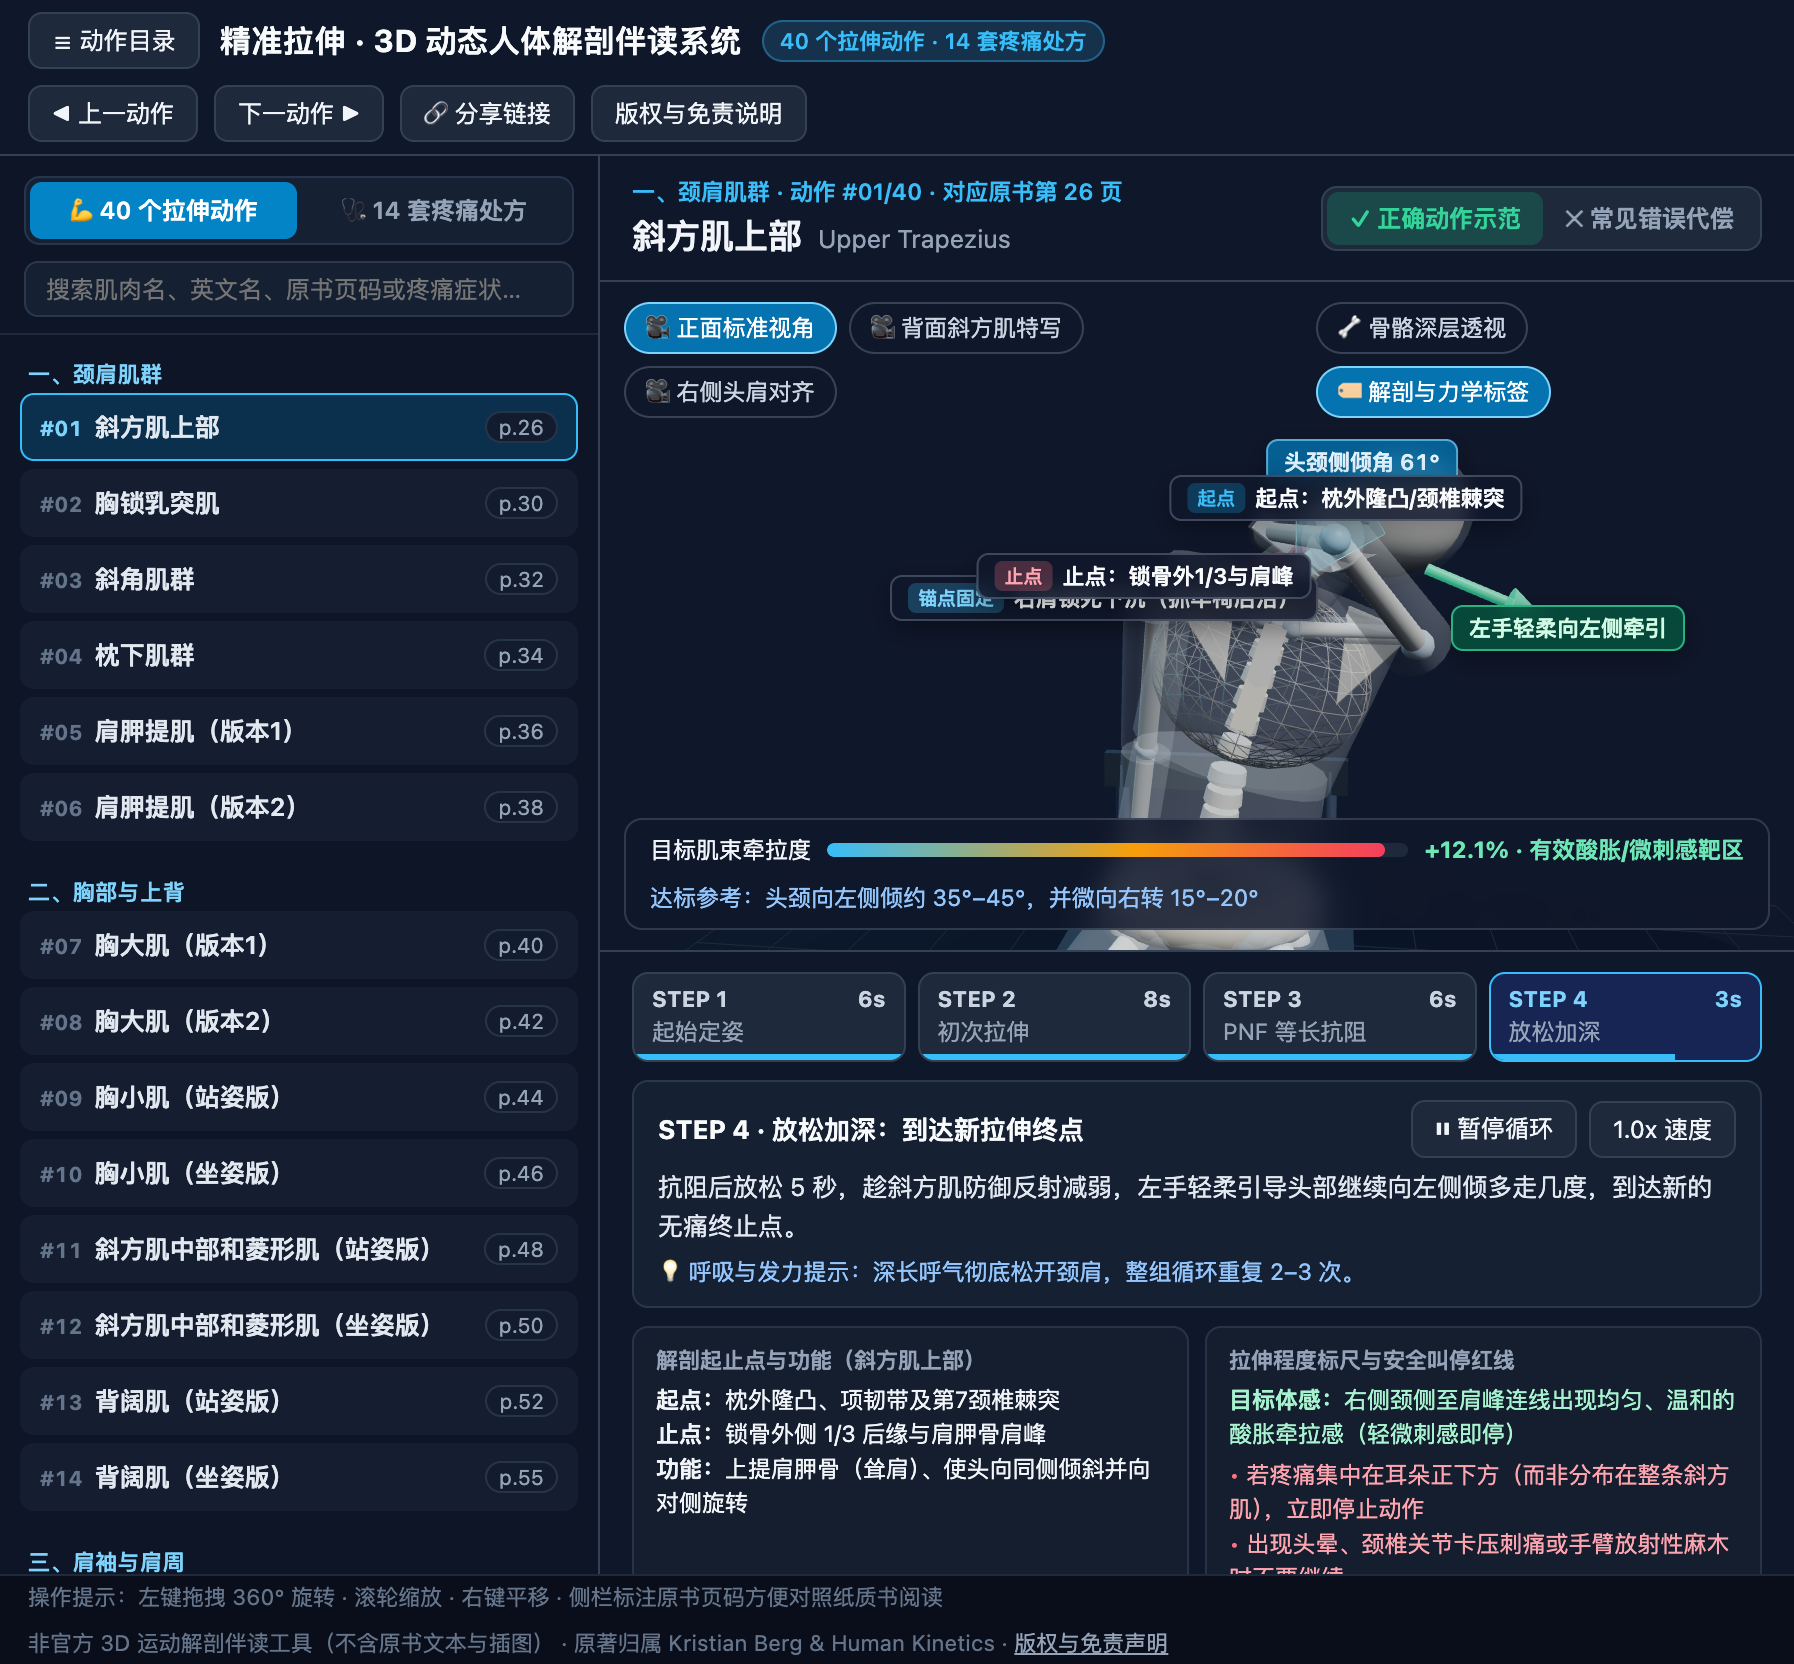 ≡ 动作目录
精准拉伸 · 3D 动态人体解剖伴读系统
40 个拉伸动作 · 14 套疼痛处方
◀ 上一动作
下一动作 ▶
🔗 分享链接
版权与免责说明
💪 40 个拉伸动作
🩺 14 套疼痛处方
搜索肌肉名、英文名、原书页码或疼痛症状...
一、颈肩肌群
#01 斜方肌上部 p.26
#02 胸锁乳突肌 p.30
#03 斜角肌群 p.32
#04 枕下肌群 p.34
#05 肩胛提肌（版本1） p.36
#06 肩胛提肌（版本2） p.38
二、胸部与上背
#07 胸大肌（版本1） p.40
#08 胸大肌（版本2） p.42
#09 胸小肌（站姿版） p.44
#10 胸小肌（坐姿版） p.46
#11 斜方肌中部和菱形肌（站姿版） p.48
#12 斜方肌中部和菱形肌（坐姿版） p.50
#13 背阔肌（站姿版） p.52
#14 背阔肌（坐姿版） p.55
三、肩袖与肩周
一、颈肩肌群 · 动作 #01/40 · 对应原书第 26 页
斜方肌上部 Upper Trapezius
✓ 正确动作示范
✕ 常见错误代偿
🎥 正面标准视角
🎥 背面斜方肌特写
🎥 右侧头肩对齐
🦴 骨骼深层透视
🏷️ 解剖与力学标签
头颈侧倾角 61°
起点 起点：枕外隆凸/颈椎棘突
止点 止点：锁骨外1/3与肩峰
锚点固定
左手轻柔向左侧牵引
目标肌束牵拉度
+12.1% · 有效酸胀/微刺感靶区
达标参考：头颈向左侧倾约 35°–45°，并微向右转 15°–20°
STEP 1 6s
起始定姿
STEP 2 8s
初次拉伸
STEP 3 6s
PNF 等长抗阻
STEP 4 3s
放松加深
STEP 4 · 放松加深：到达新拉伸终点
⏸ 暂停循环
1.0x 速度
抗阻后放松 5 秒，趁斜方肌防御反射减弱，左手轻柔引导头部继续向左侧倾多走几度，到达新的
无痛终止点。
💡 呼吸与发力提示：深长呼气彻底松开颈肩，整组循环重复 2–3 次。
解剖起止点与功能（斜方肌上部）
起点：枕外隆凸、项韧带及第7颈椎棘突
止点：锁骨外侧 1/3 后缘与肩胛骨肩峰
功能：上提肩胛骨（耸肩）、使头向同侧倾斜并向
对侧旋转
拉伸程度标尺与安全叫停红线
目标体感：右侧颈侧至肩峰连线出现均匀、温和的
酸胀牵拉感（轻微刺感即停）
• 若疼痛集中在耳朵正下方（而非分布在整条斜方
肌），立即停止动作
• 出现头晕、颈椎关节卡压刺痛或手臂放射性麻木
操作提示：左键拖拽 360° 旋转 · 滚轮缩放 · 右键平移 · 侧栏标注原书页码方便对照纸质书阅读
非官方 3D 运动解剖伴读工具（不含原书文本与插图） · 原著归属 Kristian Berg & Human Kinetics · 版权与免责声明